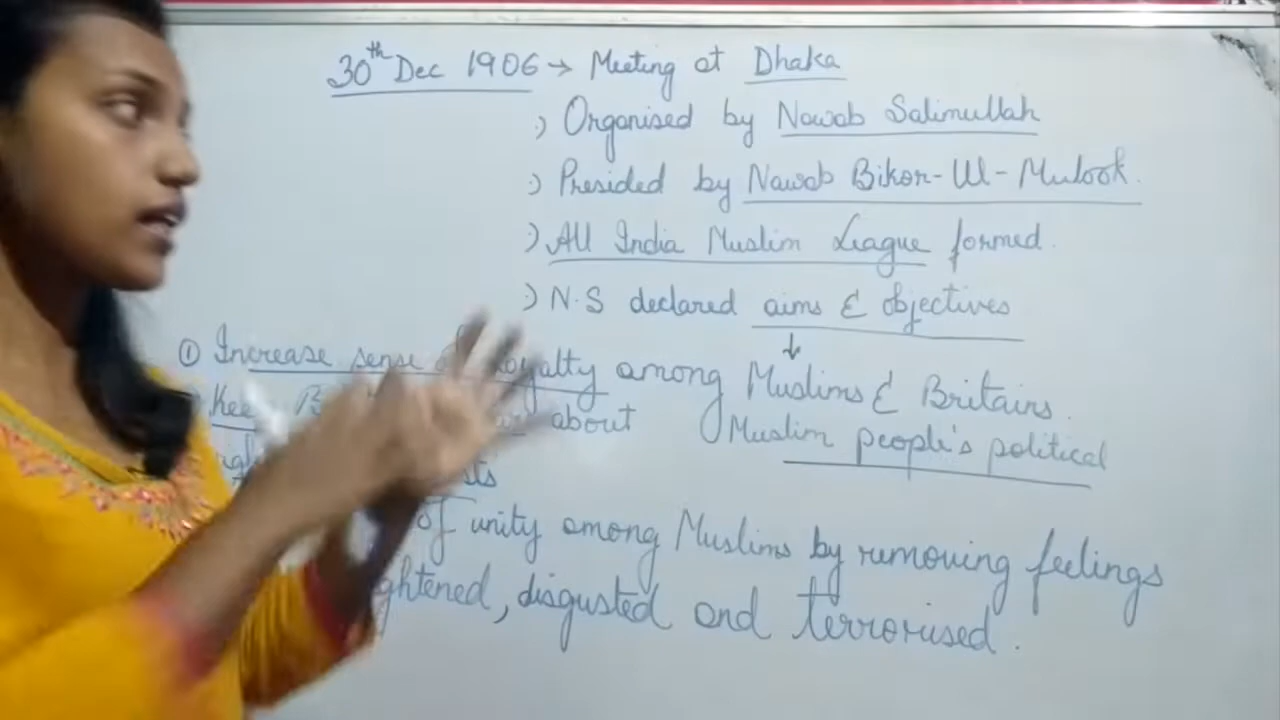 30th Dec 1906 → Meeting at Dhaka
:) Organised by Nawab Salimullah
:) Presided by Nawab Bikar-Ul-Mulook.
:) All India Muslim League formed.
:) N.S declared aims & objectives
↓
① Increase sense of loyalty among Muslims & Britains.
about Muslim people's political
of unity among Muslims by removing feelings
disgusted and terrorised.